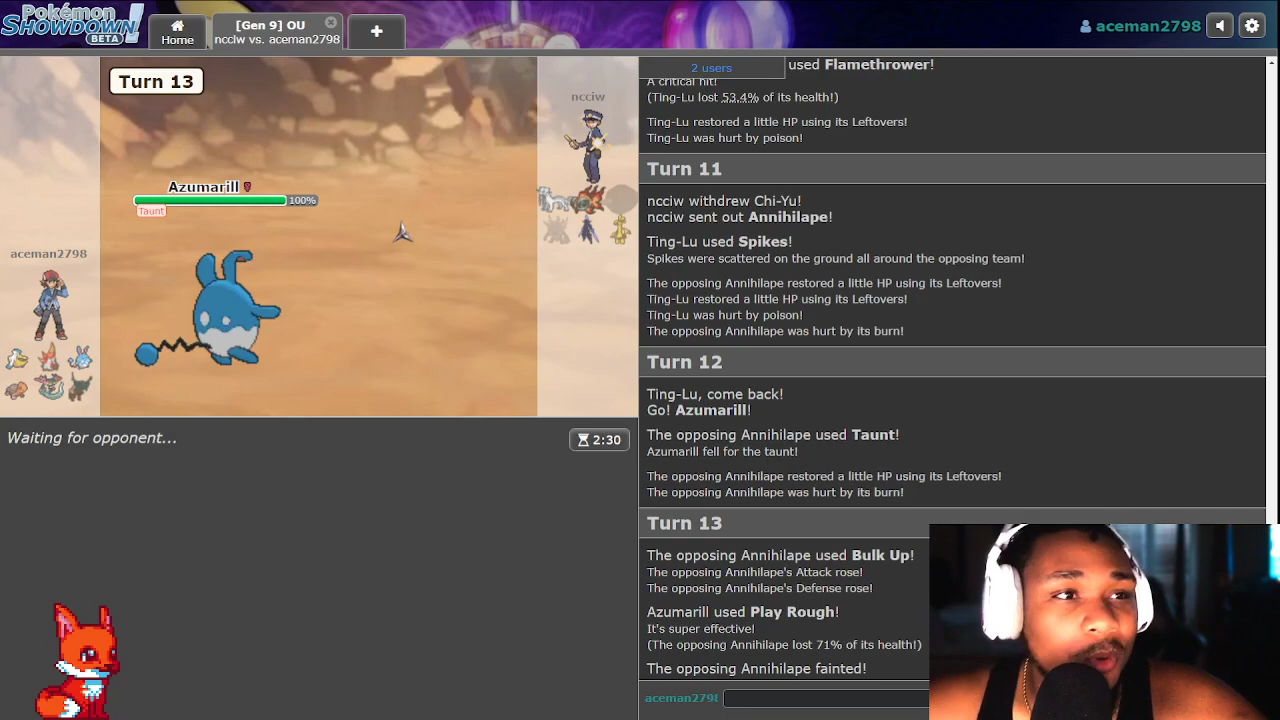 Pokémon
SHOWDOWN!
BETA
Home
[Gen 9] OU
ncciw vs. aceman2798
+
aceman2798
Turn 13
ncciw
Azumarill
100%
Taunt
aceman2798
Waiting for opponent...
2:30
2 users
used Flamethrower!
A critical hit!
(Ting-Lu lost 53.4% of its health!)
Ting-Lu restored a little HP using its Leftovers!
Ting-Lu was hurt by poison!
Turn 11
ncciw withdrew Chi-Yu!
ncciw sent out Annihilape!
Ting-Lu used Spikes!
Spikes were scattered on the ground all around the opposing team!
The opposing Annihilape restored a little HP using its Leftovers!
Ting-Lu restored a little HP using its Leftovers!
Ting-Lu was hurt by poison!
The opposing Annihilape was hurt by its burn!
Turn 12
Ting-Lu, come back!
Go! Azumarill!
The opposing Annihilape used Taunt!
Azumarill fell for the taunt!
The opposing Annihilape restored a little HP using its Leftovers!
The opposing Annihilape was hurt by its burn!
Turn 13
The opposing Annihilape used Bulk Up!
The opposing Annihilape's Attack rose!
The opposing Annihilape's Defense rose!
Azumarill used Play Rough!
It's super effective!
(The opposing Annihilape lost 71% of its health!)
The opposing Annihilape fainted!
aceman2798